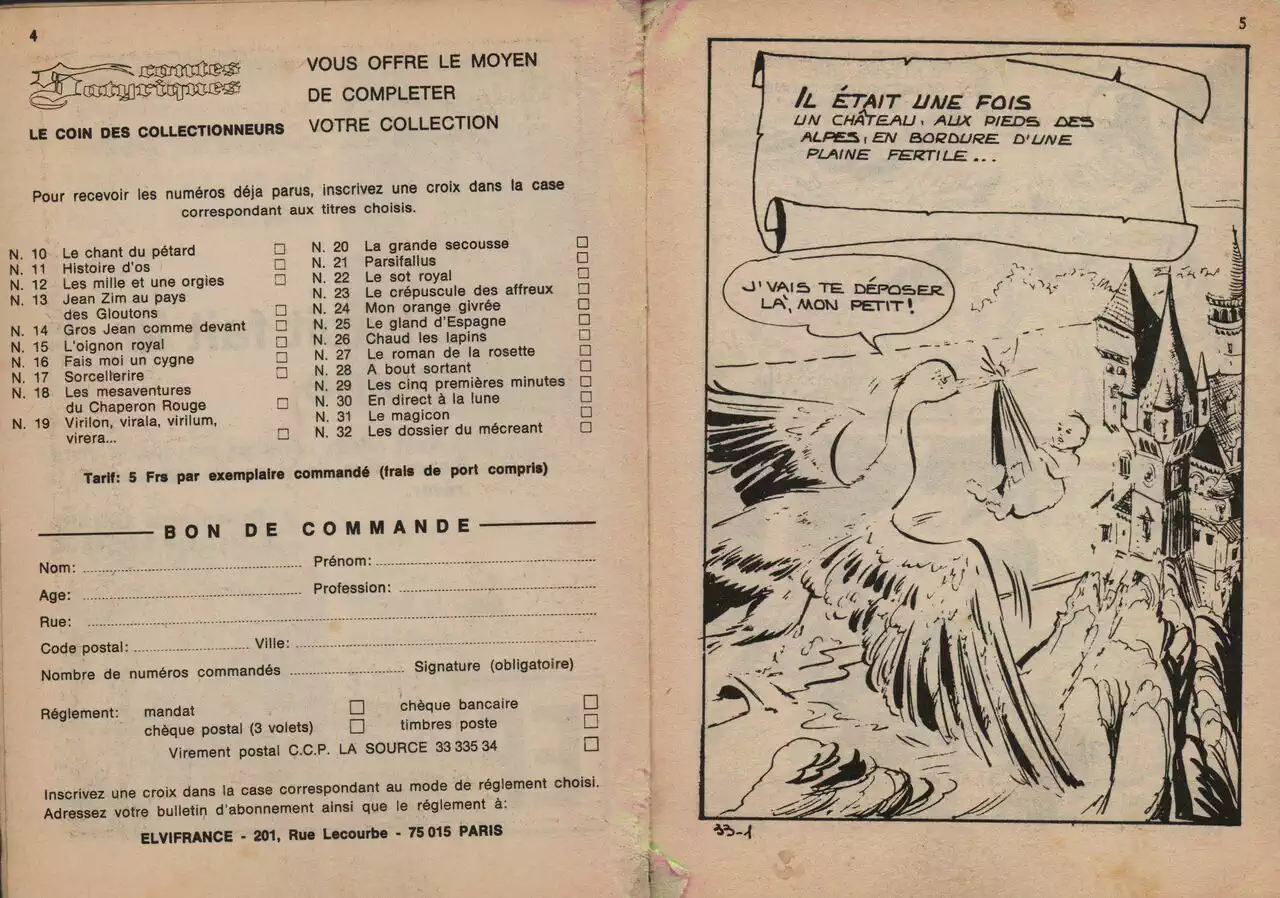 4
contes
Satyriques
LE COIN DES COLLECTIONNEURS
VOUS OFFRE LE MOYEN
DE COMPLETER
VOTRE COLLECTION
Pour recevoir les numéros déja parus, inscrivez une croix dans la case
correspondant aux titres choisis.
N. 10 Le chant du pétard
N. 11 Histoire d'os
N. 12 Les mille et une orgies
N. 13 Jean Zim au pays
des Gloutons
N. 14 Gros Jean comme devant
N. 15 L'oignon royal
N. 16 Fais moi un cygne
N. 17 Sorcellerire
N. 18 Les mesaventures
du Chaperon Rouge
N. 19 Virilon, virala, virilum,
virera...
N. 20 La grande secousse
N. 21 Parsifallus
N. 22 Le sot royal
N. 23 Le crépuscule des affreux
N. 24 Mon orange givrée
N. 25 Le gland d'Espagne
N. 26 Chaud les lapins
N. 27 Le roman de la rosette
N. 28 A bout sortant
N. 29 Les cinq premières minutes
N. 30 En direct à la lune
N. 31 Le magicon
N. 32 Les dossier du mécreant
Tarif: 5 Frs par exemplaire commandé (frais de port compris)
BON DE COMMANDE
Nom: Prénom:
Age: Profession:
Rue:
Code postal: Ville:
Nombre de numéros commandés Signature (obligatoire)
Réglement: mandat chèque bancaire
chèque postal (3 volets) timbres poste
Virement postal C.C.P. LA SOURCE 33 335 34
Inscrivez une croix dans la case correspondant au mode de réglement choisi.
Adressez votre bulletin d'abonnement ainsi que le réglement à:
ELVIFRANCE - 201, Rue Lecourbe - 75 015 PARIS
5
IL ÉTAIT UNE FOIS
UN CHÂTEAU, AUX PIEDS DES
ALPES, EN BORDURE D'UNE
PLAINE FERTILE...
J'VAIS TE DÉPOSER
LÀ, MON PETIT!
33-1